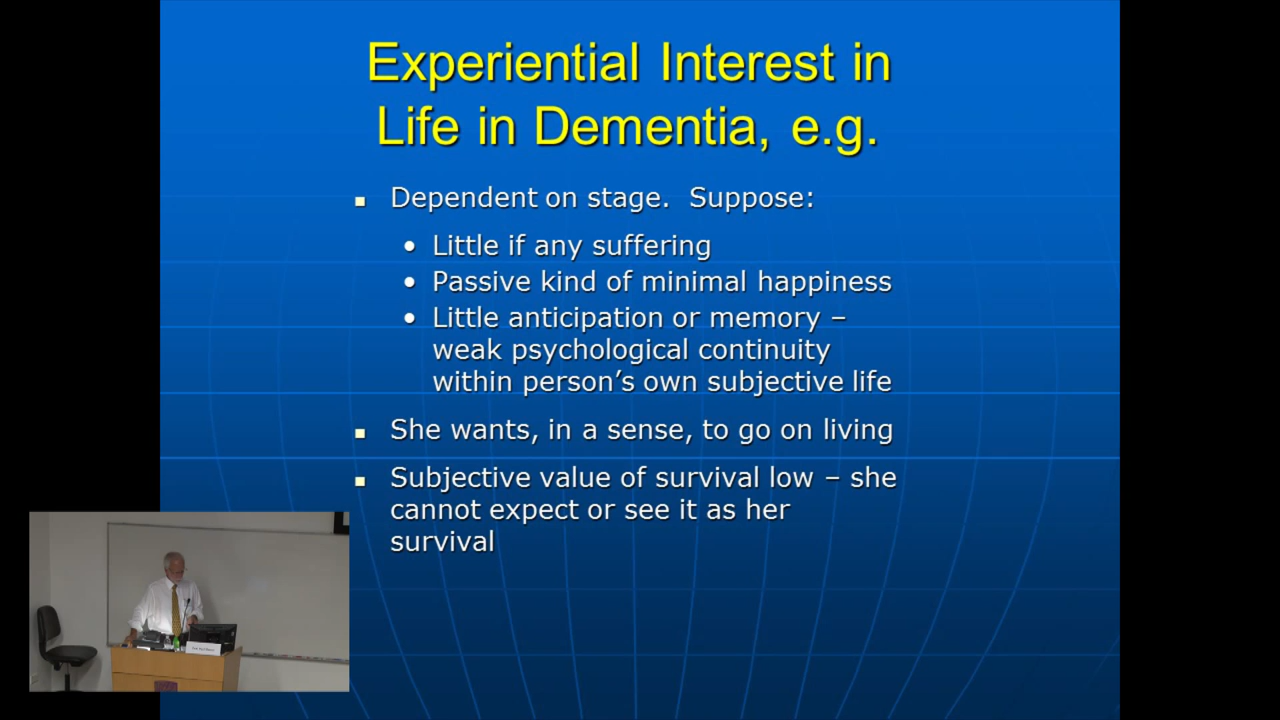 Experiential Interest in
Life in Dementia, e.g.
Dependent on stage. Suppose:
Little if any suffering
Passive kind of minimal happiness
Little anticipation or memory –
weak psychological continuity
within person's own subjective life
She wants, in a sense, to go on living
Subjective value of survival low – she
cannot expect or see it as her
survival